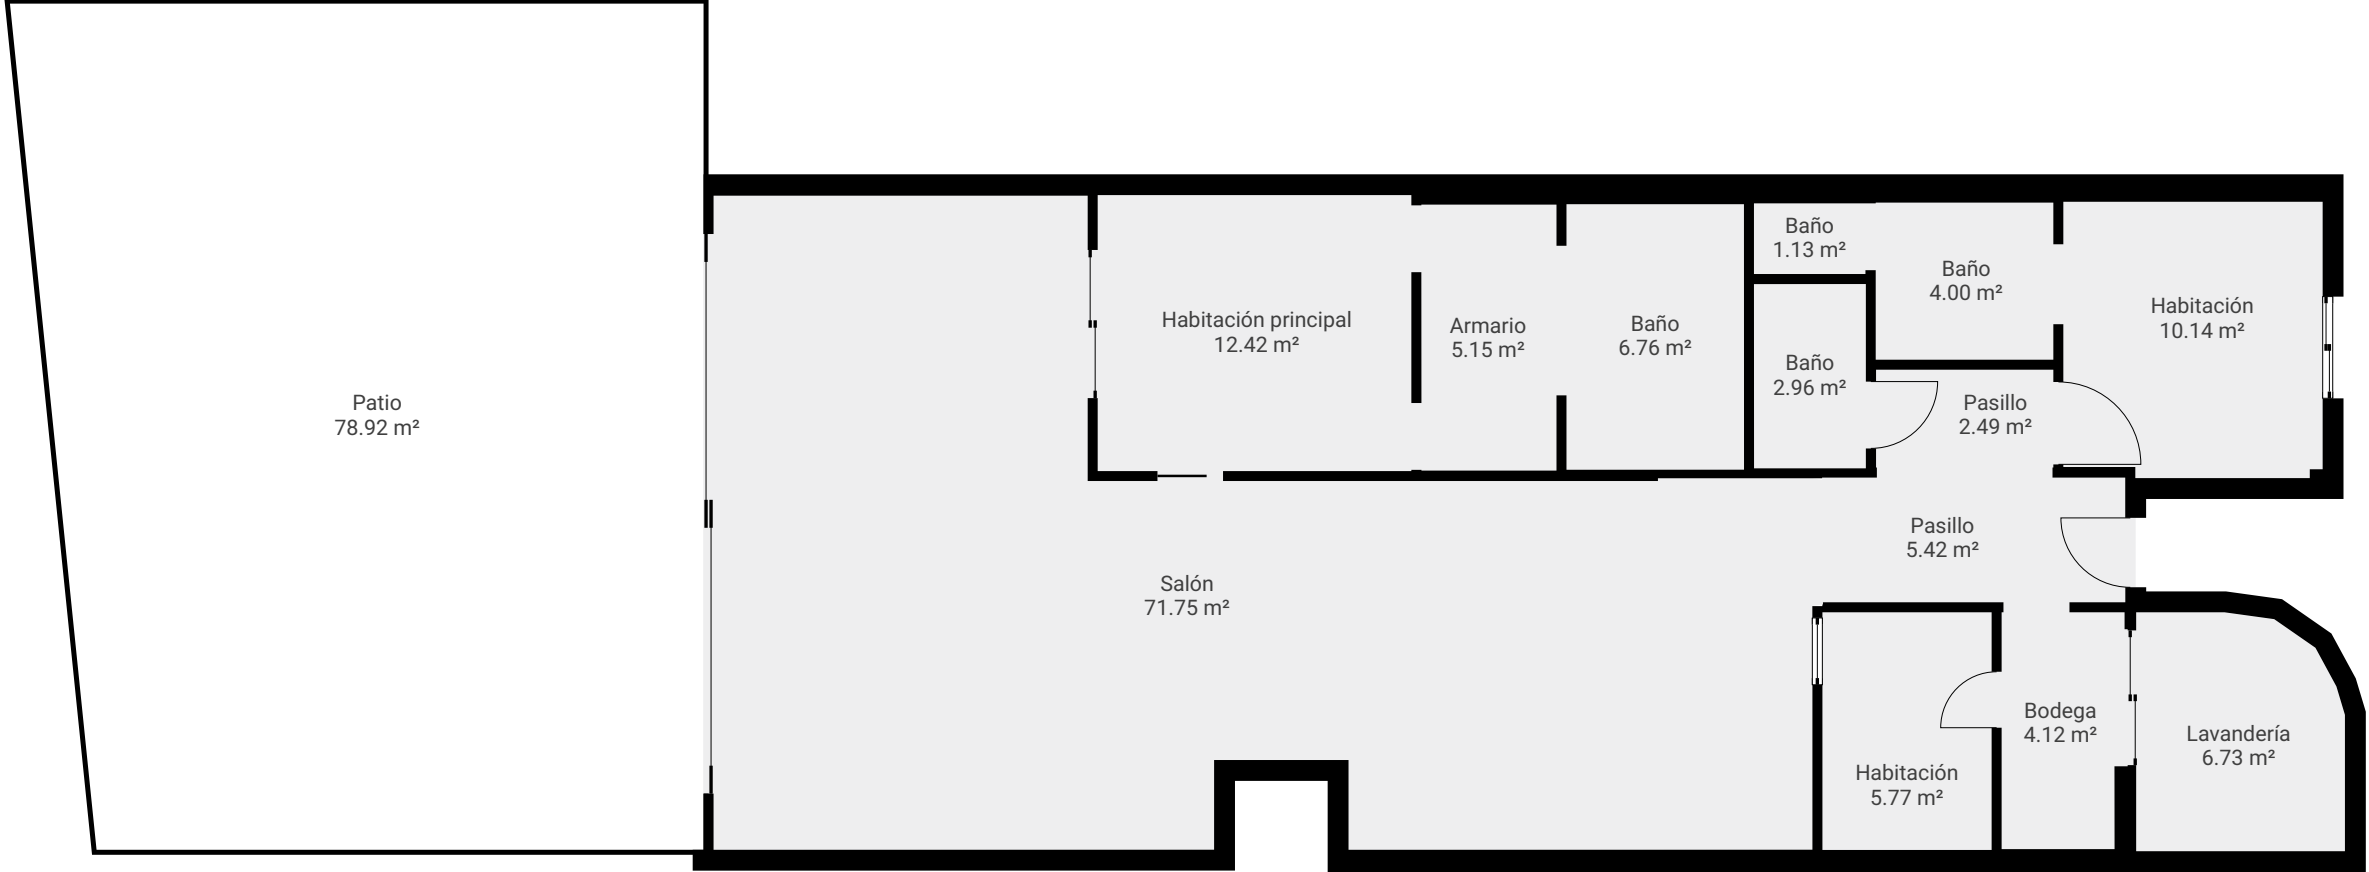 Patio
78.92 m²
Salón
71.75 m²
Habitación principal
12.42 m²
Armario
5.15 m²
Baño
6.76 m²
Baño
1.13 m²
Baño
2.96 m²
Baño
4.00 m²
Habitación
10.14 m²
Pasillo
2.49 m²
Pasillo
5.42 m²
Habitación
5.77 m²
Bodega
4.12 m²
Lavandería
6.73 m²